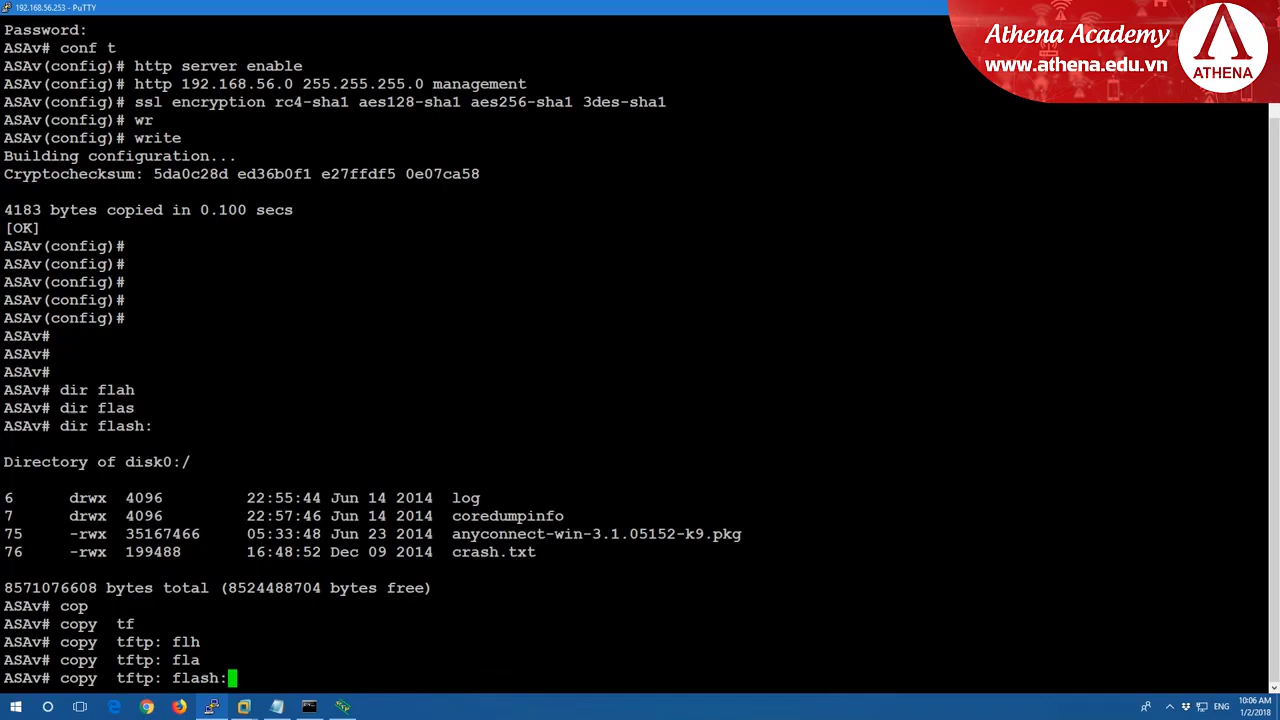 192.168.56.253 - PuTTY
Athena Academy
www.athena.edu.vn
ATHENA
Password:
ASAv# conf t
ASAv(config)# http server enable
ASAv(config)# http 192.168.56.0 255.255.255.0 management
ASAv(config)# ssl encryption rc4-sha1 aes128-sha1 aes256-sha1 3des-sha1
ASAv(config)# wr
ASAv(config)# write
Building configuration...
Cryptochecksum: 5da0c28d ed36b0f1 e27ffdf5 0e07ca58
4183 bytes copied in 0.100 secs
[OK]
ASAv(config)#
ASAv(config)#
ASAv(config)#
ASAv(config)#
ASAv(config)#
ASAv#
ASAv#
ASAv#
ASAv# dir flah
ASAv# dir flas
ASAv# dir flash:
Directory of disk0:/
6 drwx 4096 22:55:44 Jun 14 2014 log
7 drwx 4096 22:57:46 Jun 14 2014 coredumpinfo
75 -rwx 35167466 05:33:48 Jun 23 2014 anyconnect-win-3.1.05152-k9.pkg
76 -rwx 199488 16:48:52 Dec 09 2014 crash.txt
8571076608 bytes total (8524488704 bytes free)
ASAv# cop
ASAv# copy tf
ASAv# copy tftp: flh
ASAv# copy tftp: fla
ASAv# copy tftp: flash:
ENG
10:06 AM
1/2/2018